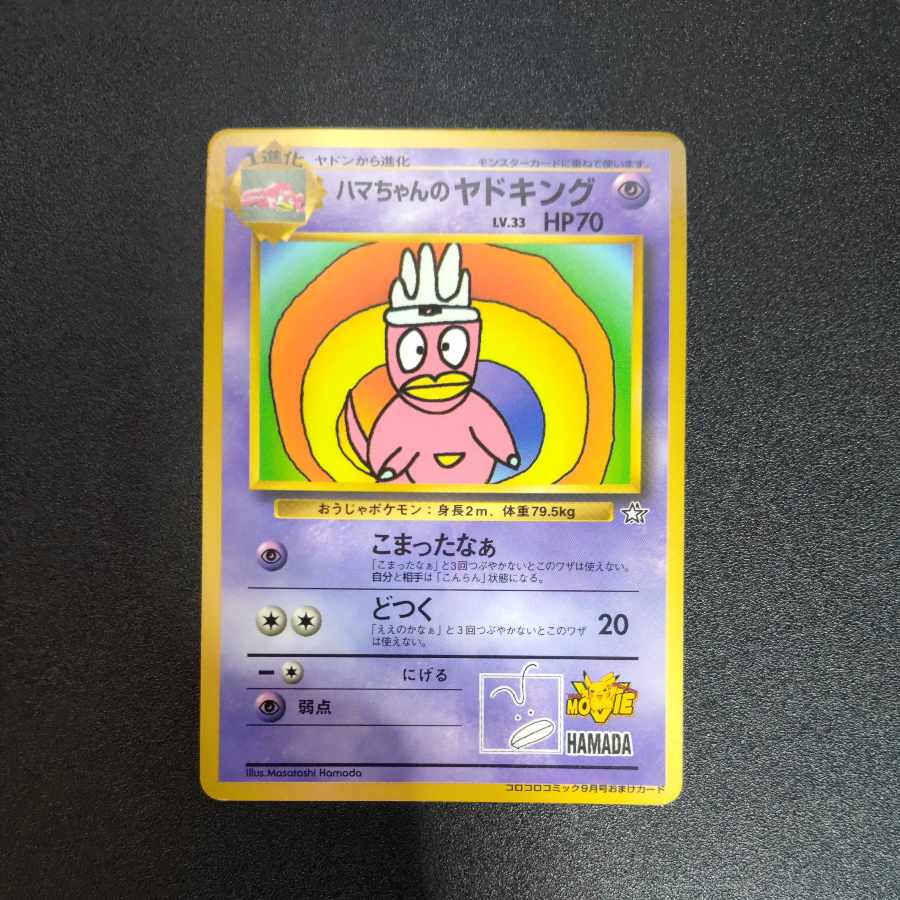 1進化
ヤドンから進化
モンスターカードに重ねて使います。
ハマちゃんのヤドキング
LV.33 HP70
おうじゃポケモン：身長2m、体重79.5kg
こまったなぁ
「こまったなぁ」と3回つぶやかないとこのワザは使えない。
自分と相手は「こんらん」状態になる。
どつく
「ええのかなぁ」と3回つぶやかないとこのワザ
は使えない。
20
にげる
弱点
MOVIE
HAMADA
Illus. Masatoshi Hamada
コロコロコミック9月号おまけカード